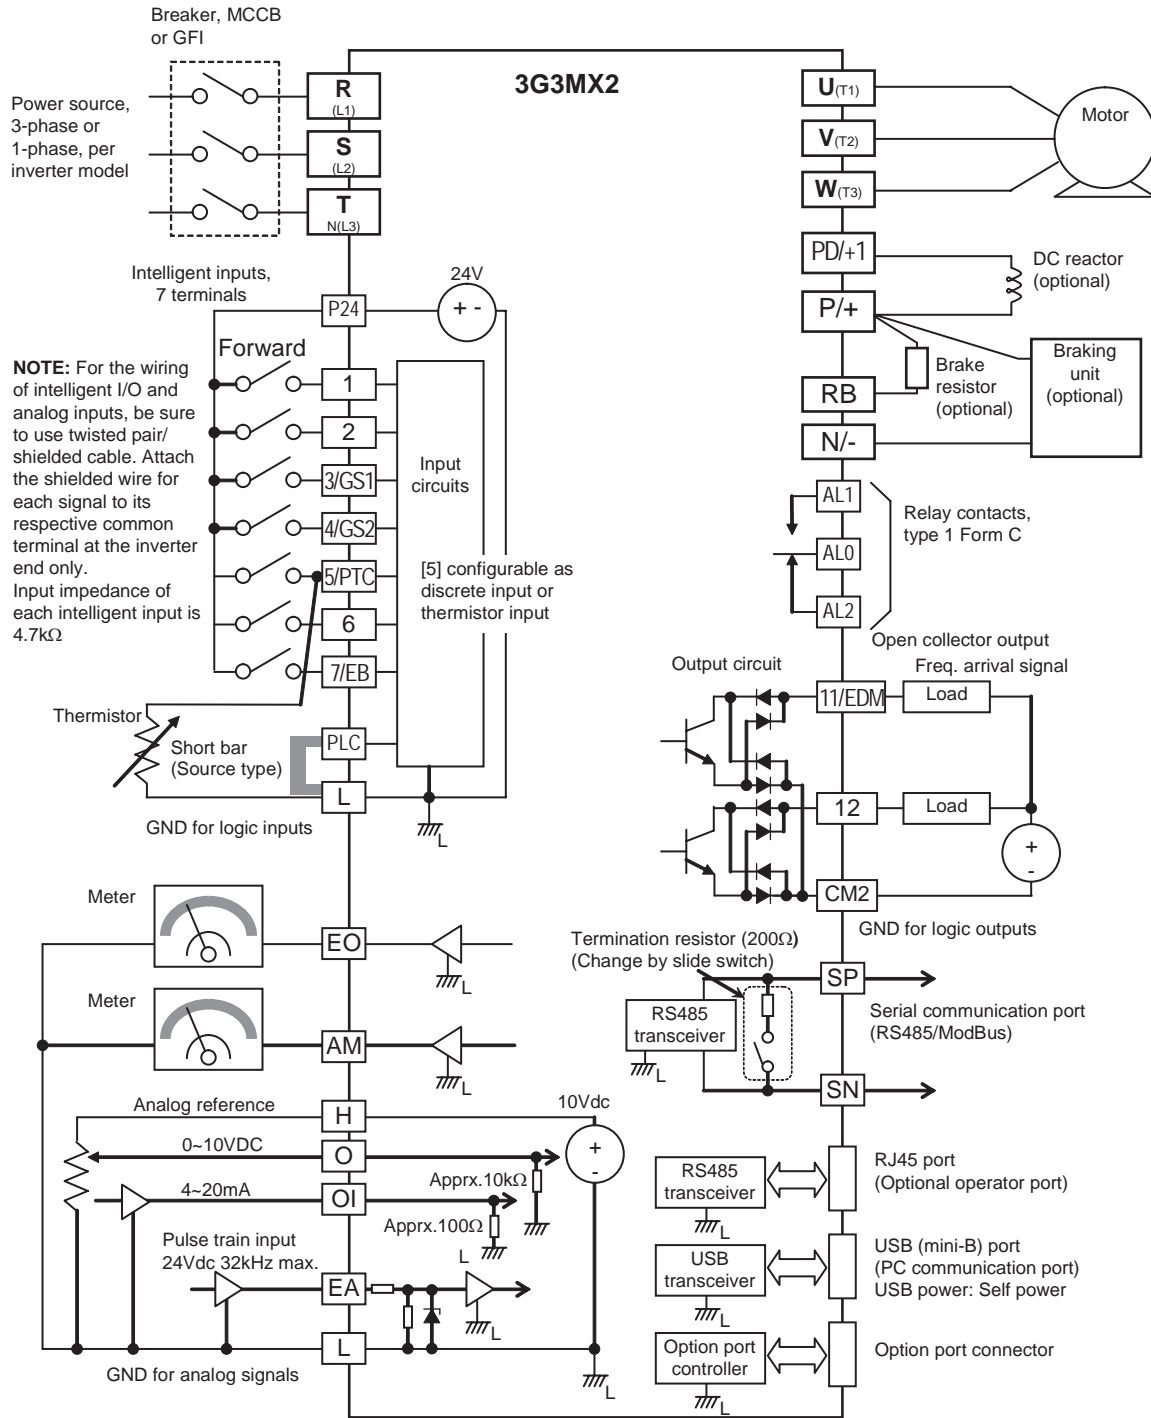 Breaker, MCCB
or GFI
3G3MX2
Power source,
3-phase or
1-phase, per
inverter model
R
(L1)
S
(L2)
T
N(L3)
U(T1)
V(T2)
W(T3)
Motor
PD/+1
P/+
DC reactor
(optional)
RB
Brake
resistor
(optional)
Braking
unit
(optional)
N/-
Intelligent inputs,
7 terminals
24V
P24
+ -
Forward
NOTE: For the wiring
of intelligent I/O and
analog inputs, be sure
to use twisted pair/
shielded cable. Attach
the shielded wire for
each signal to its
respective common
terminal at the inverter
end only.
Input impedance of
each intelligent input is
4.7kΩ
1
2
3/GS1
4/GS2
5/PTC
6
7/EB
Input
circuits
[5] configurable as
discrete input or
thermistor input
AL1
AL0
AL2
Relay contacts,
type 1 Form C
Thermistor
Short bar
(Source type)
PLC
L
GND for logic inputs
L
Open collector output
Output circuit
Freq. arrival signal
11/EDM
Load
12
Load
+
-
CM2
GND for logic outputs
Meter
EO
L
Meter
AM
L
Termination resistor (200Ω)
(Change by slide switch)
RS485
transceiver
L
SP
Serial communication port
(RS485/ModBus)
SN
Analog reference
H
10Vdc
0~10VDC
O
+
-
4~20mA
OI
Apprx.10kΩ
Apprx.100Ω
L
Pulse train input
24Vdc 32kHz max.
EA
L
L
GND for analog signals
L
RS485
transceiver
L
RJ45 port
(Optional operator port)
USB
transceiver
L
USB (mini-B) port
(PC communication port)
USB power: Self power
Option port
controller
L
Option port connector